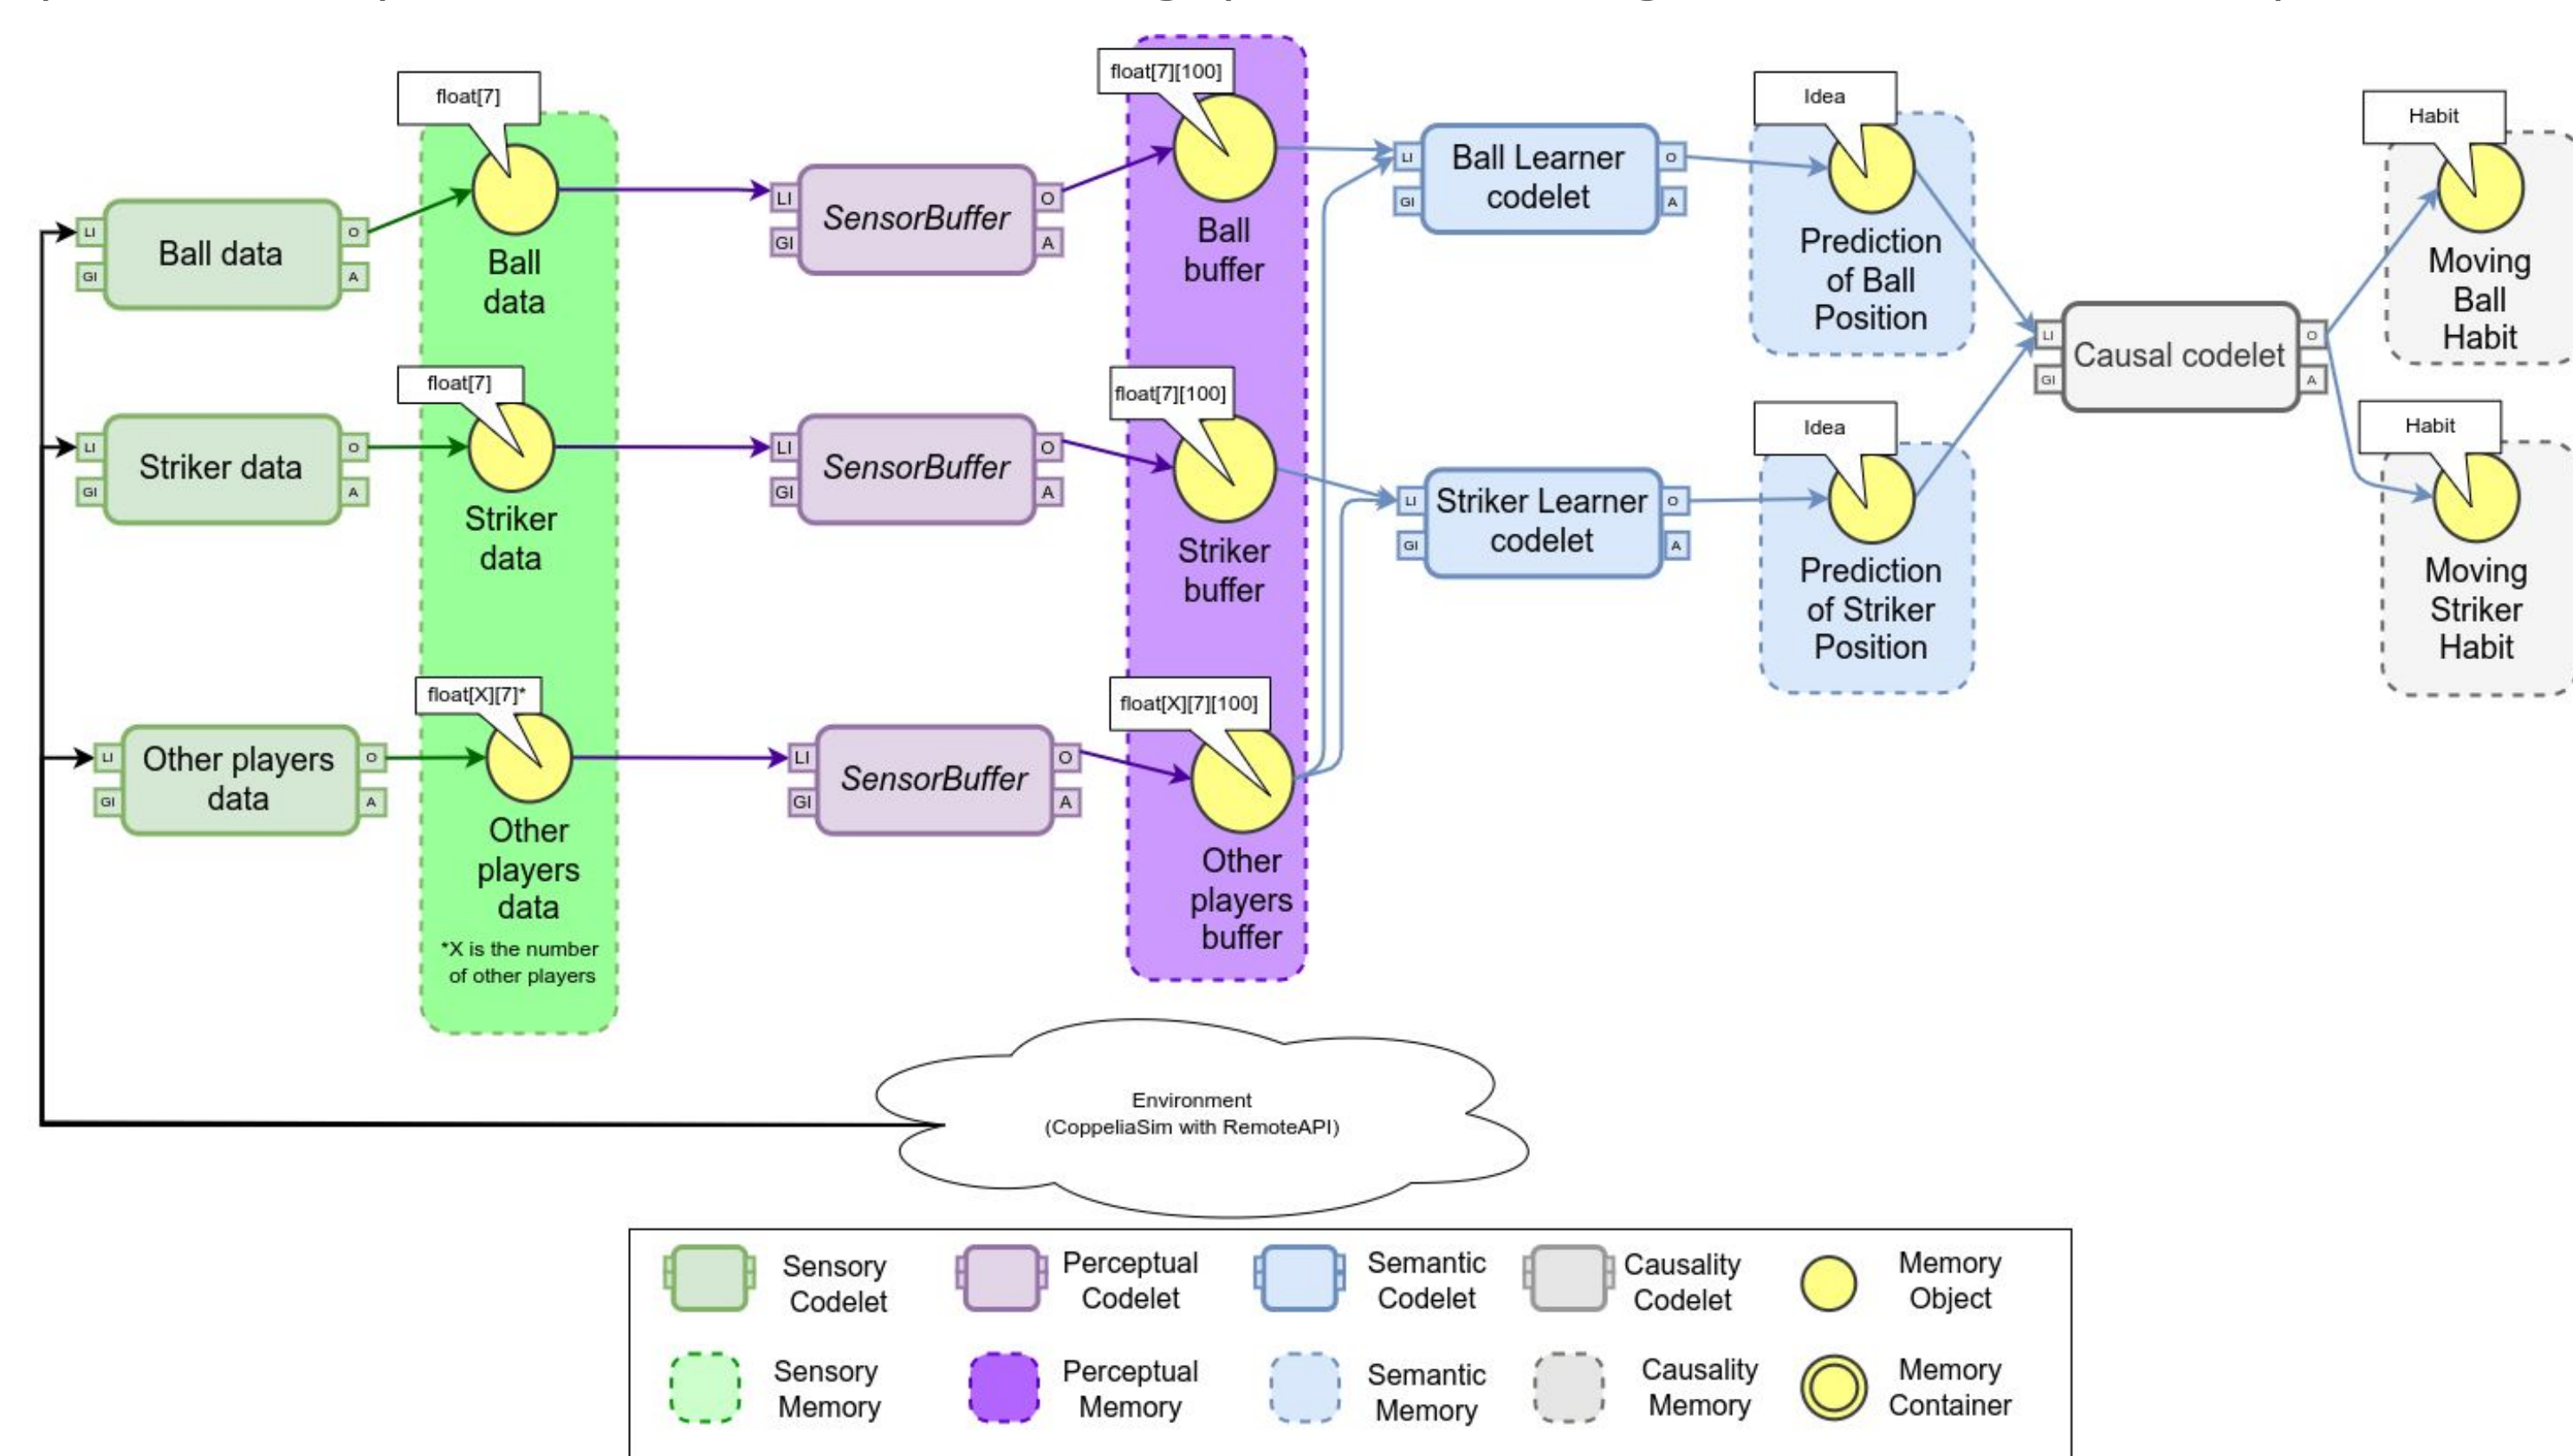 float[7]
LI
GI
Ball data
O
A
Ball
data
LI
GI
SensorBuffer
O
A
float[7][100]
Ball
buffer
LI
GI
Ball Learner
codelet
O
A
Idea
Prediction
of Ball
Position
LI
GI
Striker data
O
A
float[7]
Striker
data
LI
GI
SensorBuffer
O
A
float[7][100]
Striker
buffer
LI
GI
Striker Learner
codelet
O
A
Idea
Prediction
of Striker
Position
LI
GI
Causal codelet
O
A
Habit
Moving
Ball
Habit
Habit
Moving
Striker
Habit
LI
GI
Other players
data
O
A
float[X][7]*
Other
players
data
*X is the number
of other players
LI
GI
SensorBuffer
O
A
float[X][7][100]
Other
players
buffer
Environment
(CoppeliaSim with RemoteAPI)
Sensory
Codelet
Perceptual
Codelet
Semantic
Codelet
Causality
Codelet
Memory
Object
Sensory
Memory
Perceptual
Memory
Semantic
Memory
Causality
Memory
Memory
Container